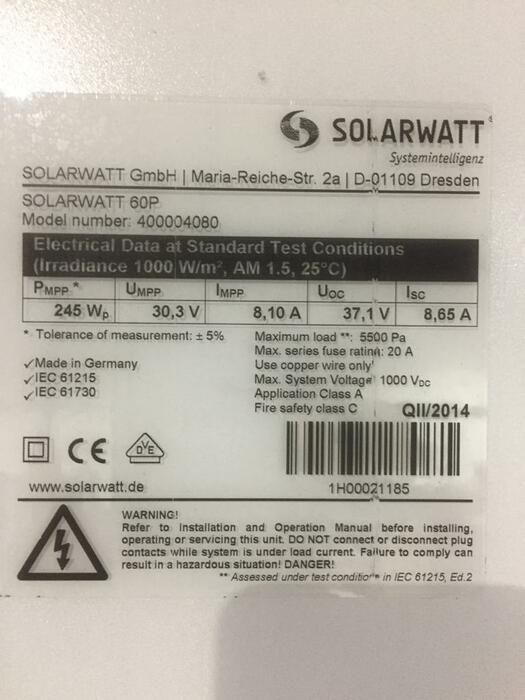 SOLARWATT
Systemintelligenz
SOLARWATT GmbH | Maria-Reiche-Str. 2a | D-01109 Dresden
SOLARWATT 60P
Model number: 400004080
Electrical Data at Standard Test Conditions
(Irradiance 1000 W/m², AM 1.5, 25°C)
PMPP * UMPP IMPP UOC ISC
245 Wp 30,3 V 8,10 A 37,1 V 8,65 A
* Tolerance of measurement: ± 5%
Maximum load **: 5500 Pa
Max. series fuse rating: 20 A
Use copper wire only
Max. System Voltage 1000 VDC
Application Class A
Fire safety class C
✓Made in Germany
✓IEC 61215
✓IEC 61730
QII/2014
CE
DVE
www.solarwatt.de
1H00021185
WARNING!
Refer to Installation and Operation Manual before installing,
operating or servicing this unit. DO NOT connect or disconnect plug
contacts while system is under load current. Failure to comply can
result in a hazardous situation! DANGER!
** Assessed under test conditions in IEC 61215, Ed.2